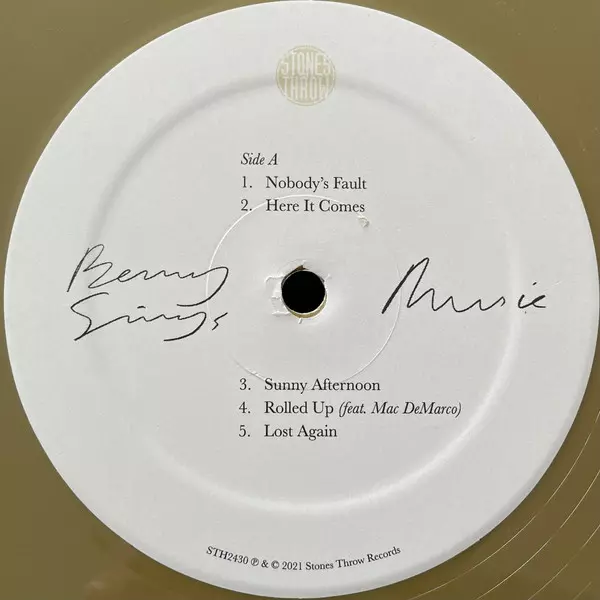 STONES
THROW
Side A
1. Nobody's Fault
2. Here It Comes
Benny
Sings
Music
3. Sunny Afternoon
4. Rolled Up (feat. Mac DeMarco)
5. Lost Again
STH2430 ℗ & © 2021 Stones Throw Records